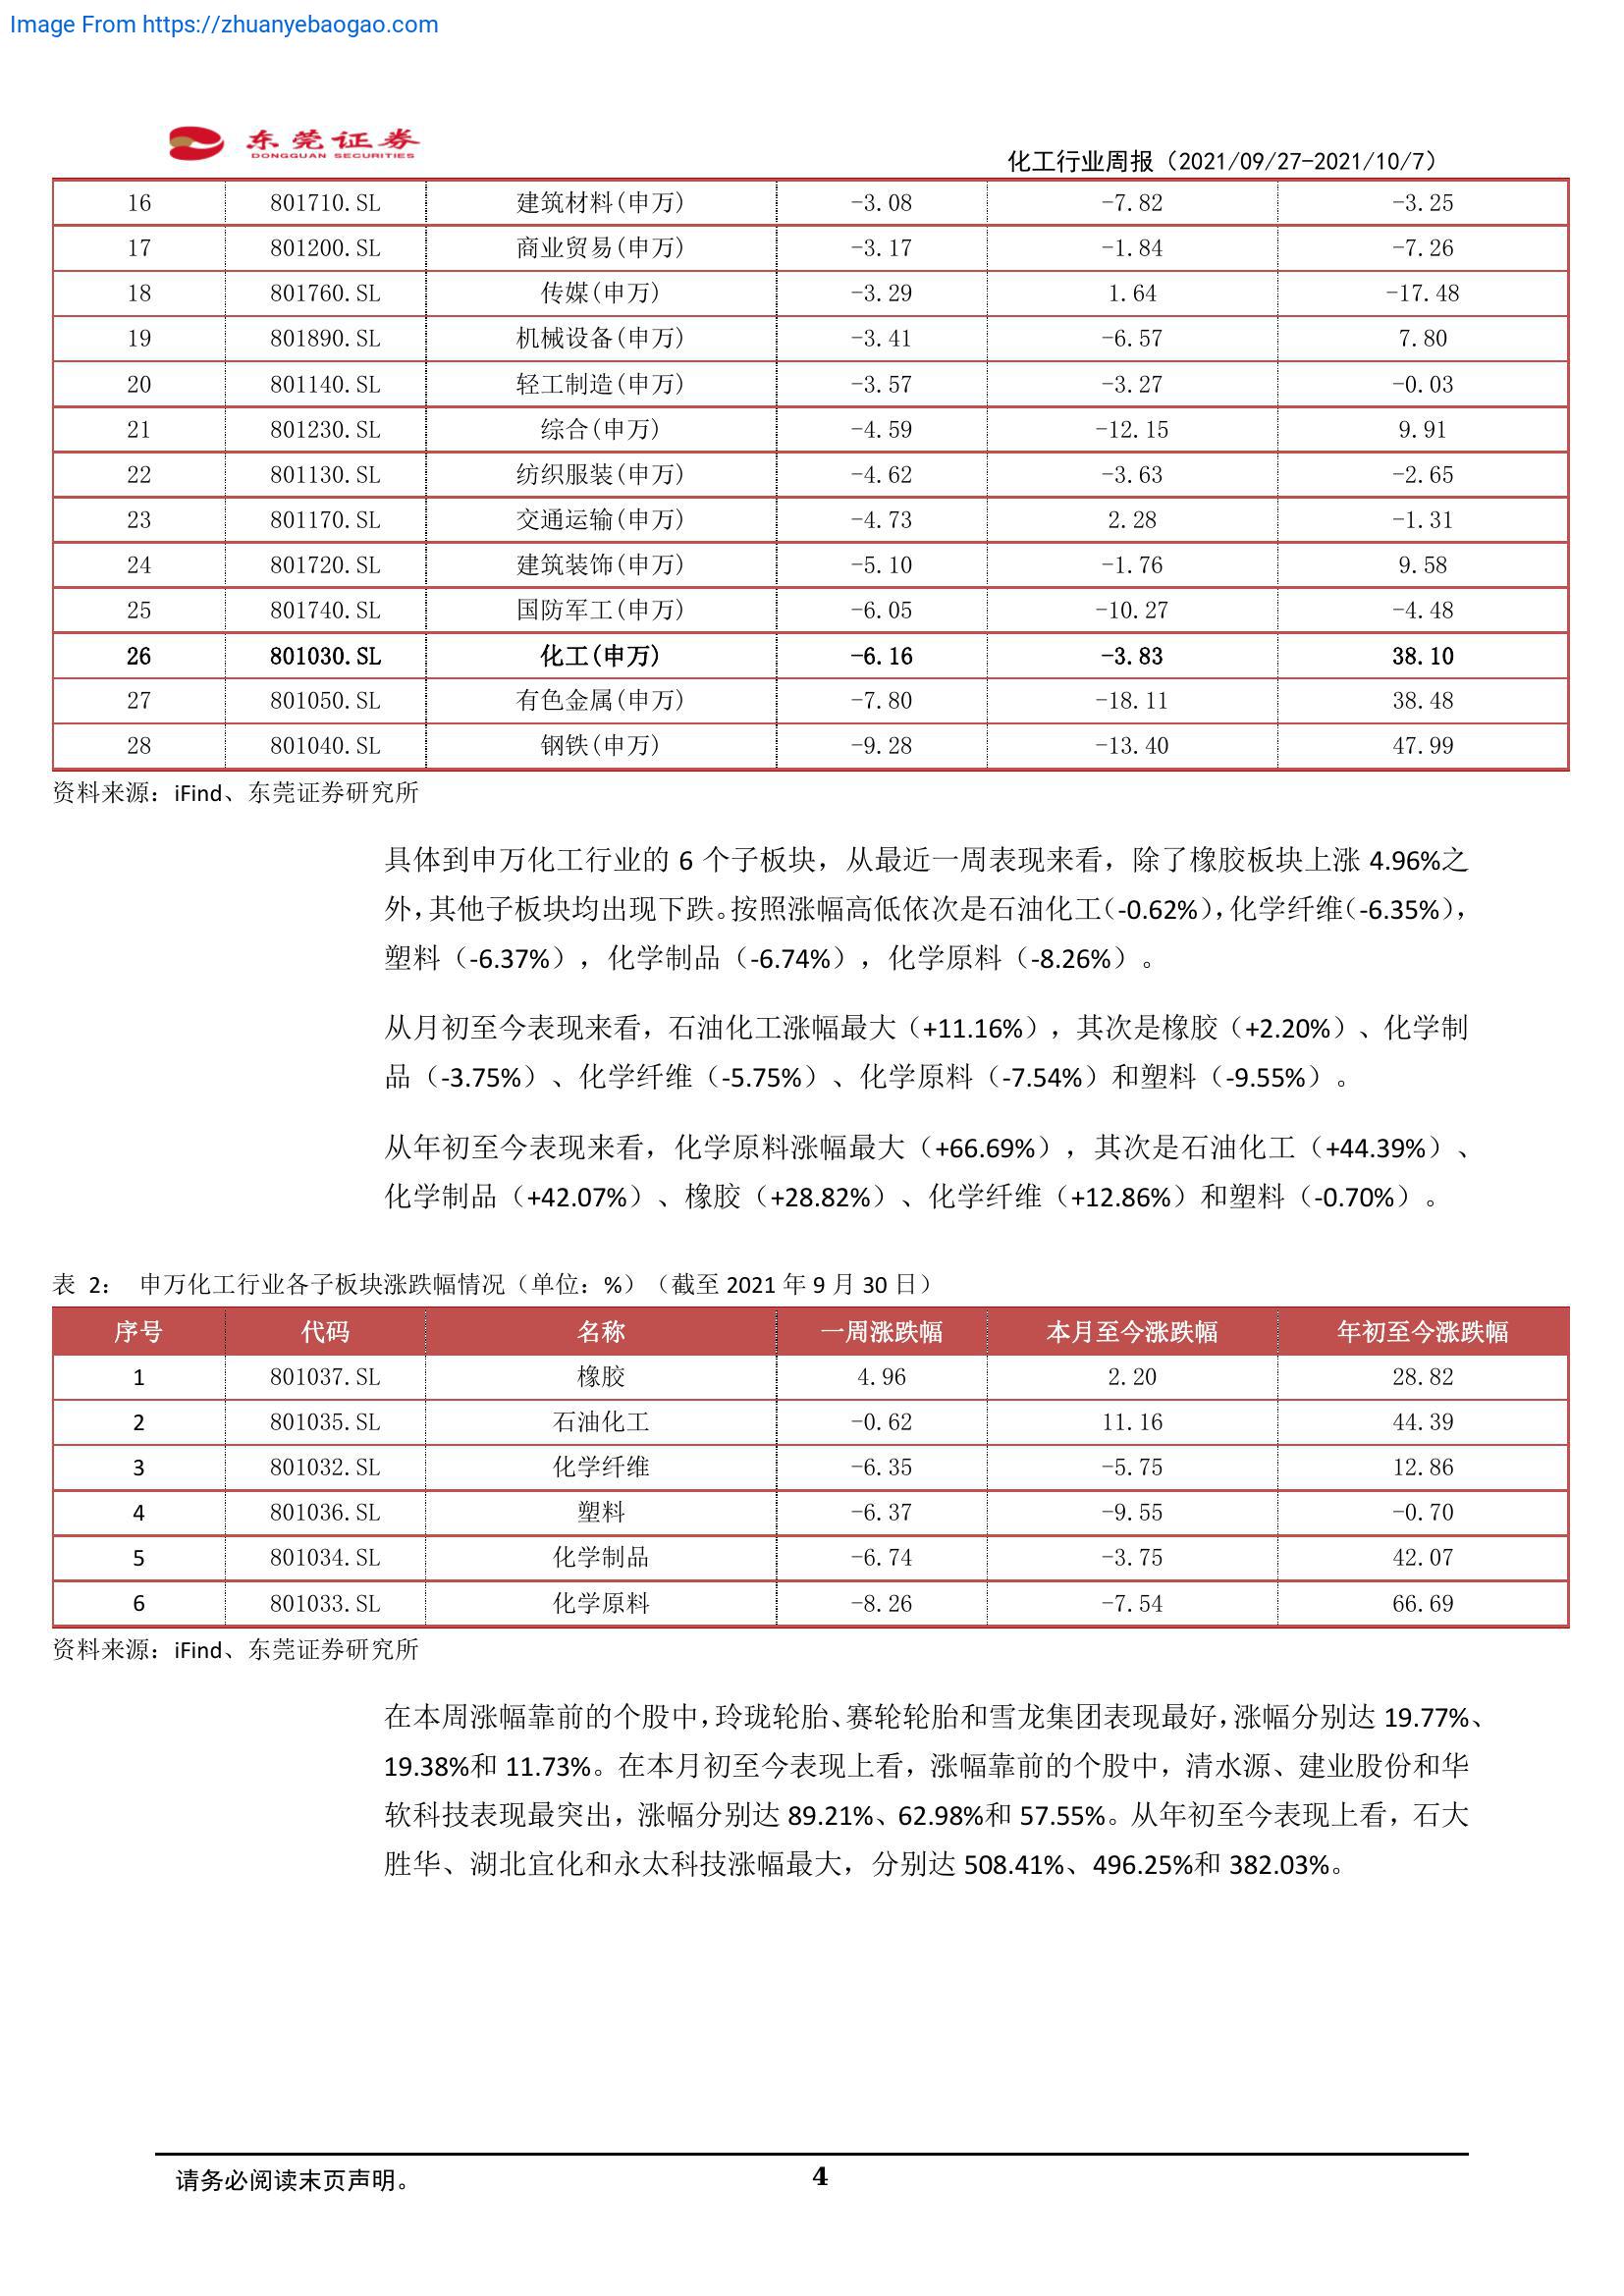 Image From https://zhuanyebaogao.com
东莞证券
DONGGUAN SECURITIES
化工行业周报（2021/09/27-2021/10/7）
16 801710.SL 建筑材料(申万) -3.08 -7.82 -3.25
17 801200.SL 商业贸易(申万) -3.17 -1.84 -7.26
18 801760.SL 传媒(申万) -3.29 1.64 -17.48
19 801890.SL 机械设备(申万) -3.41 -6.57 7.80
20 801140.SL 轻工制造(申万) -3.57 -3.27 -0.03
21 801230.SL 综合(申万) -4.59 -12.15 9.91
22 801130.SL 纺织服装(申万) -4.62 -3.63 -2.65
23 801170.SL 交通运输(申万) -4.73 2.28 -1.31
24 801720.SL 建筑装饰(申万) -5.10 -1.76 9.58
25 801740.SL 国防军工(申万) -6.05 -10.27 -4.48
26 801030.SL 化工(申万) -6.16 -3.83 38.10
27 801050.SL 有色金属(申万) -7.80 -18.11 38.48
28 801040.SL 钢铁(申万) -9.28 -13.40 47.99
资料来源：iFind、东莞证券研究所
具体到申万化工行业的 6 个子板块，从最近一周表现来看，除了橡胶板块上涨 4.96%之
外，其他子板块均出现下跌。按照涨幅高低依次是石油化工（-0.62%），化学纤维（-6.35%），
塑料（-6.37%），化学制品（-6.74%），化学原料（-8.26%）。
从月初至今表现来看，石油化工涨幅最大（+11.16%），其次是橡胶（+2.20%）、化学制
品（-3.75%）、化学纤维（-5.75%）、化学原料（-7.54%）和塑料（-9.55%）。
从年初至今表现来看，化学原料涨幅最大（+66.69%），其次是石油化工（+44.39%）、
化学制品（+42.07%）、橡胶（+28.82%）、化学纤维（+12.86%）和塑料（-0.70%）。
表 2： 申万化工行业各子板块涨跌幅情况（单位：%）（截至 2021 年 9 月 30 日）
序号 代码 名称 一周涨跌幅 本月至今涨跌幅 年初至今涨跌幅
1 801037.SL 橡胶 4.96 2.20 28.82
2 801035.SL 石油化工 -0.62 11.16 44.39
3 801032.SL 化学纤维 -6.35 -5.75 12.86
4 801036.SL 塑料 -6.37 -9.55 -0.70
5 801034.SL 化学制品 -6.74 -3.75 42.07
6 801033.SL 化学原料 -8.26 -7.54 66.69
资料来源：iFind、东莞证券研究所
在本周涨幅靠前的个股中，玲珑轮胎、赛轮轮胎和雪龙集团表现最好，涨幅分别达 19.77%、
19.38%和 11.73%。在本月初至今表现上看，涨幅靠前的个股中，清水源、建业股份和华
软科技表现最突出，涨幅分别达 89.21%、62.98%和 57.55%。从年初至今表现上看，石大
胜华、湖北宜化和永太科技涨幅最大，分别达 508.41%、496.25%和 382.03%。
请务必阅读末页声明。
4